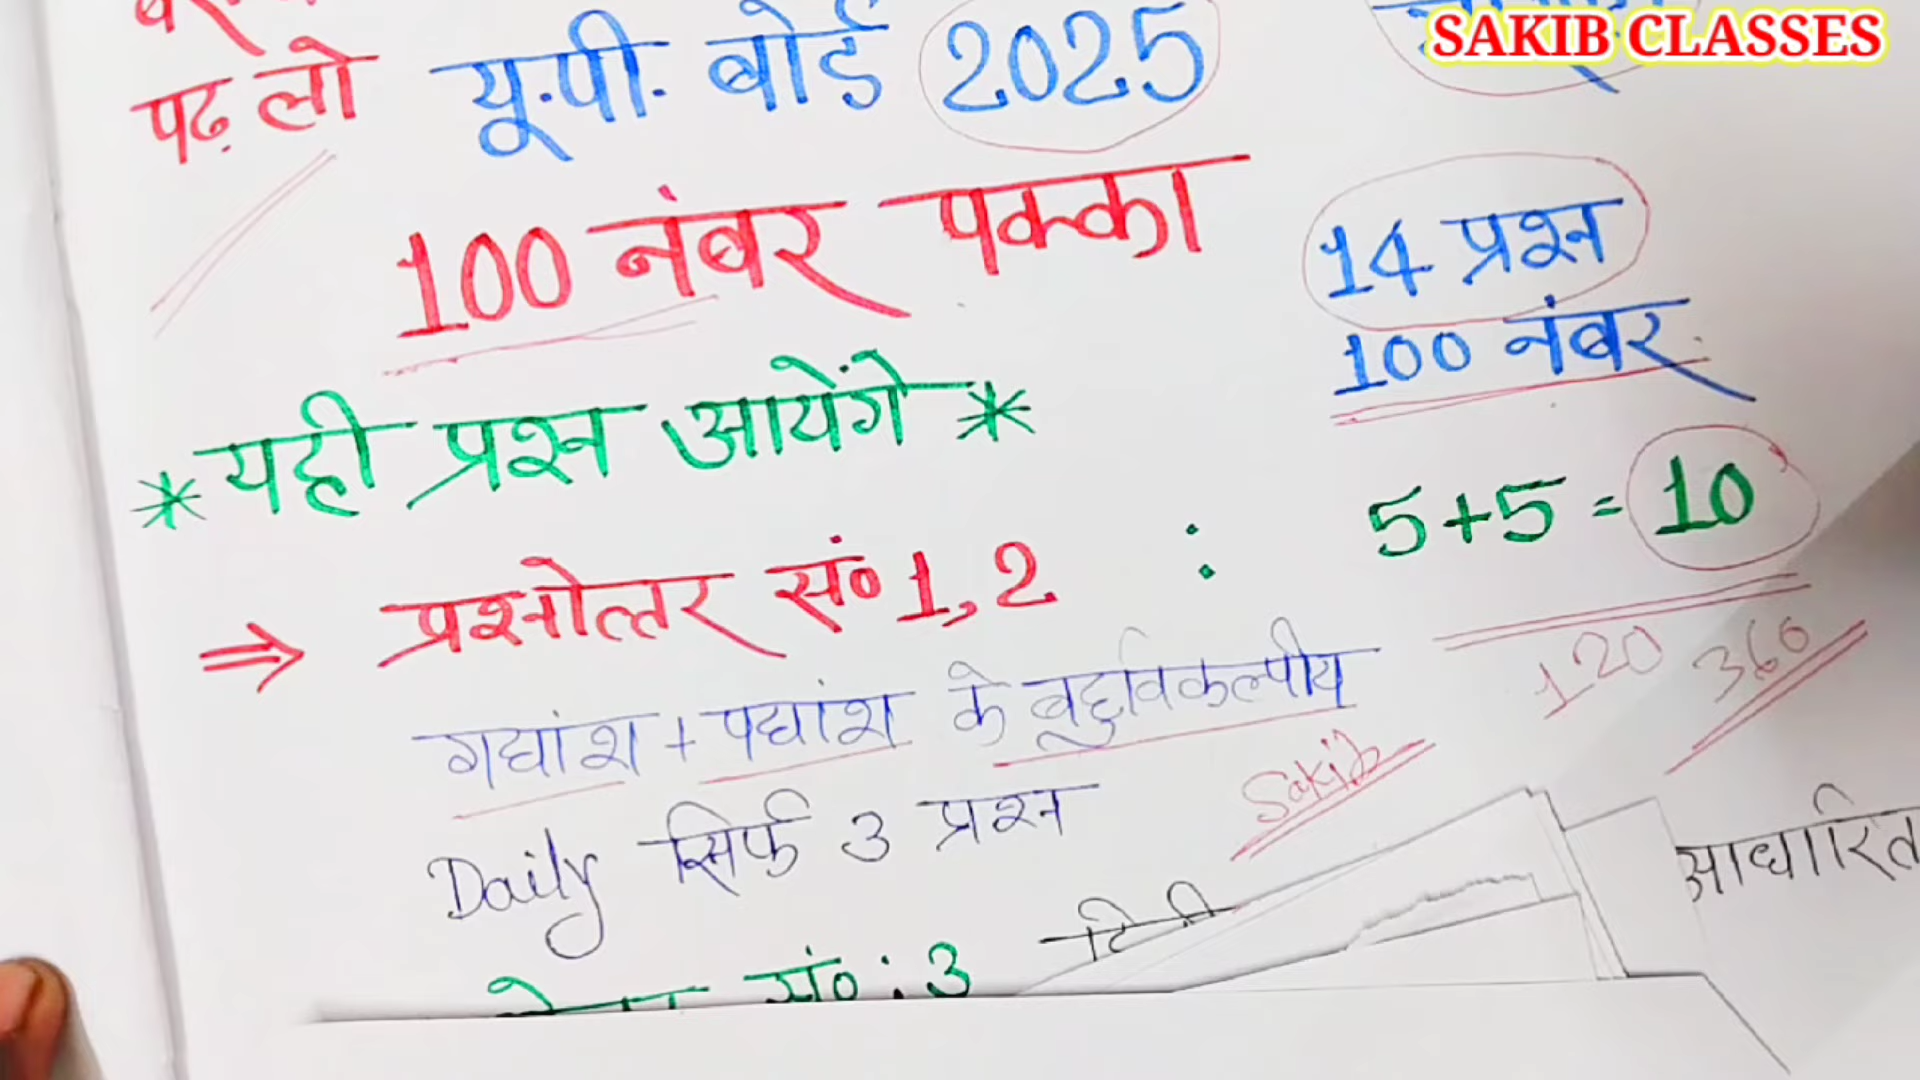 SAKIB CLASSES
पढ़ लो यू.पी. बोर्ड 2025
100 नंबर पक्का
14 प्रश्न
100 नंबर
* यही प्रश्न आयेंगे *
5+5 = 10
⇒ प्रश्नोत्तर सं० 1, 2 :
120 360
गद्यांश + पद्यांश के बहुविकल्पीय
Sakib
Daily सिर्फ 3 प्रश्न
आधारित
सं० : 3